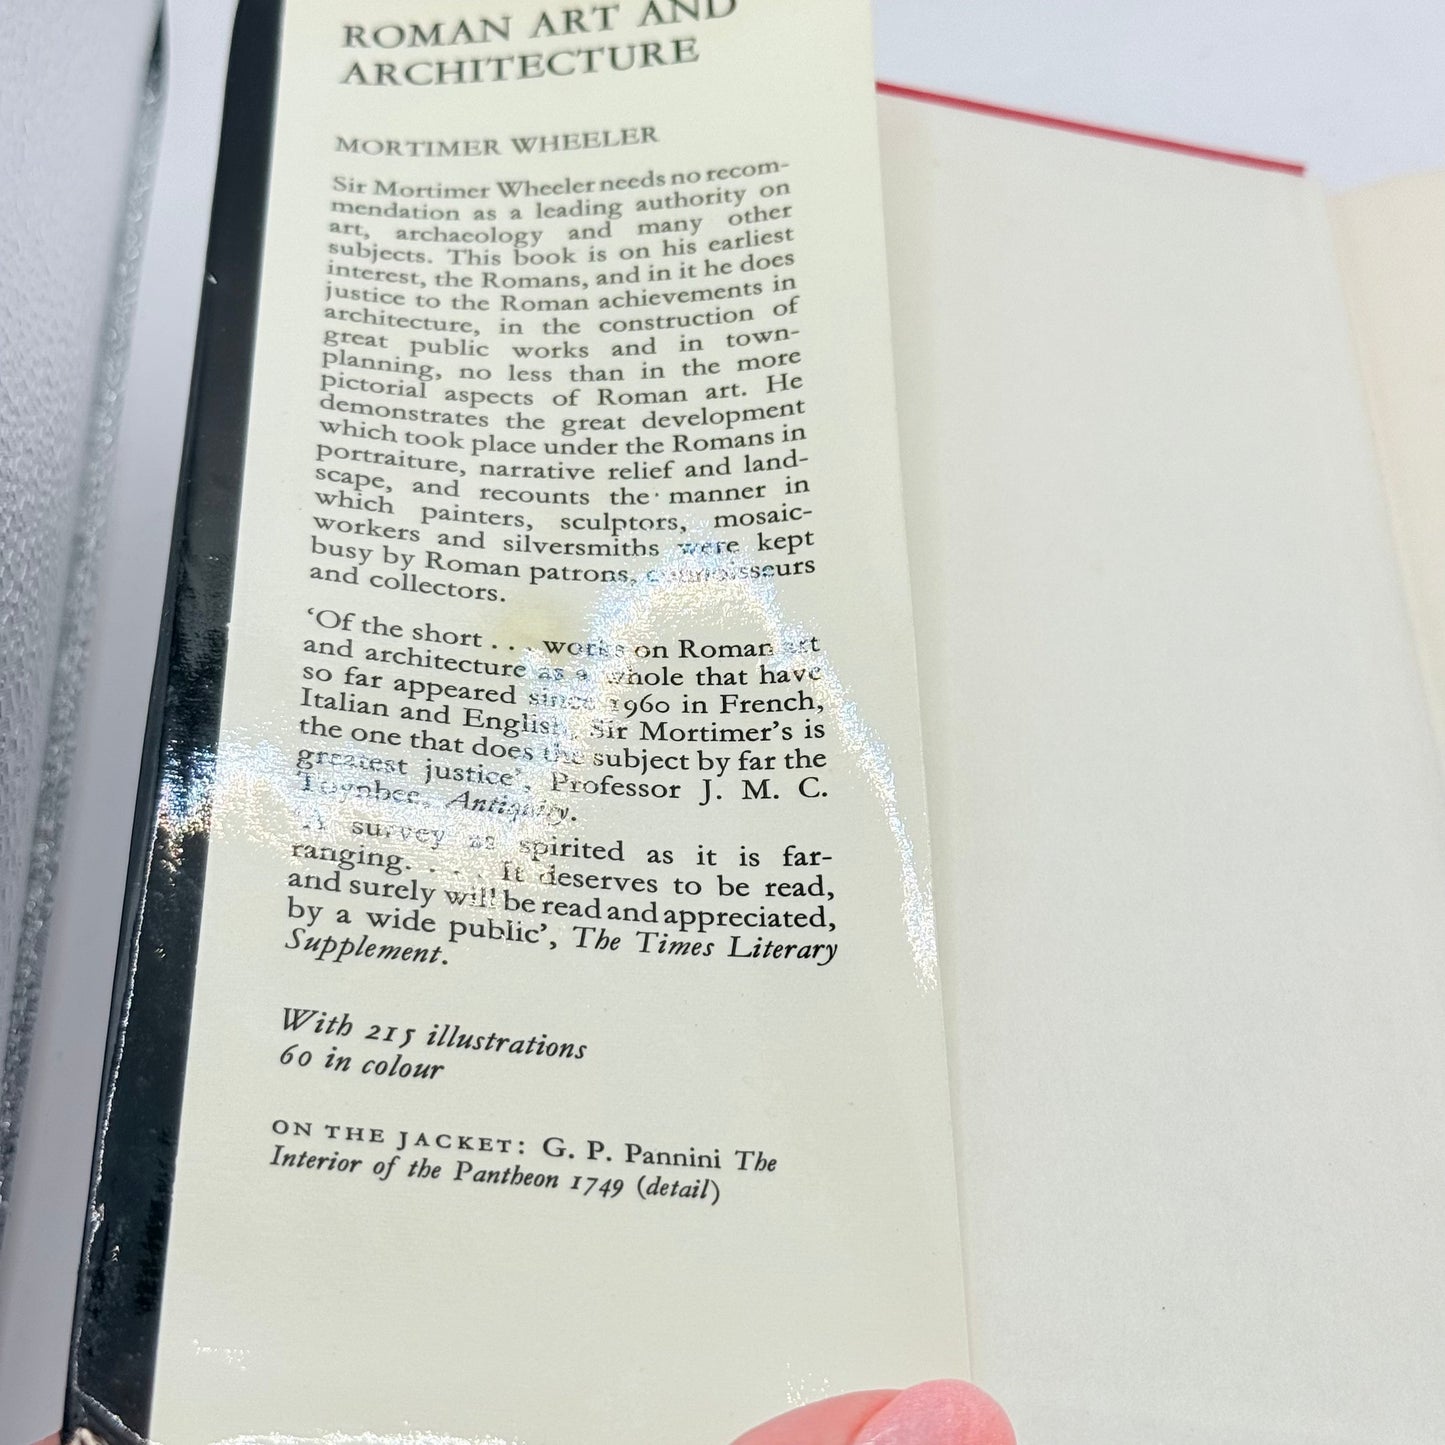 ROMAN ART AND
ARCHITECTURE
MORTIMER WHEELER
Sir Mortimer Wheeler needs no recom-
mendation as a leading authority on
art, archaeology and many other
subjects. This book is on his earliest
interest, the Romans, and in it he does
justice to the Roman achievements in
architecture, in the construction of
great public works and in town-
planning, no less than in the more
pictorial aspects of Roman art. He
demonstrates the great development
which took place under the Romans in
portraiture, narrative relief and land-
scape, and recounts the manner in
which painters, sculptors, mosaic-
workers and silversmiths were kept
busy by Roman patrons, connoisseurs
and collectors.
‘Of the short . . . works on Roman art
and architecture as a whole that have
so far appeared since 1960 in French,
Italian and English, Sir Mortimer's is
the one that does the subject by far the
greatest justice’, Professor J. M. C.
Toynbee, Antiquity.
‘A survey as spirited as it is far-
ranging. . . . It deserves to be read,
and surely will be read and appreciated,
by a wide public’, The Times Literary
Supplement.
With 215 illustrations
60 in colour
ON THE JACKET: G. P. Pannini The
Interior of the Pantheon 1749 (detail)